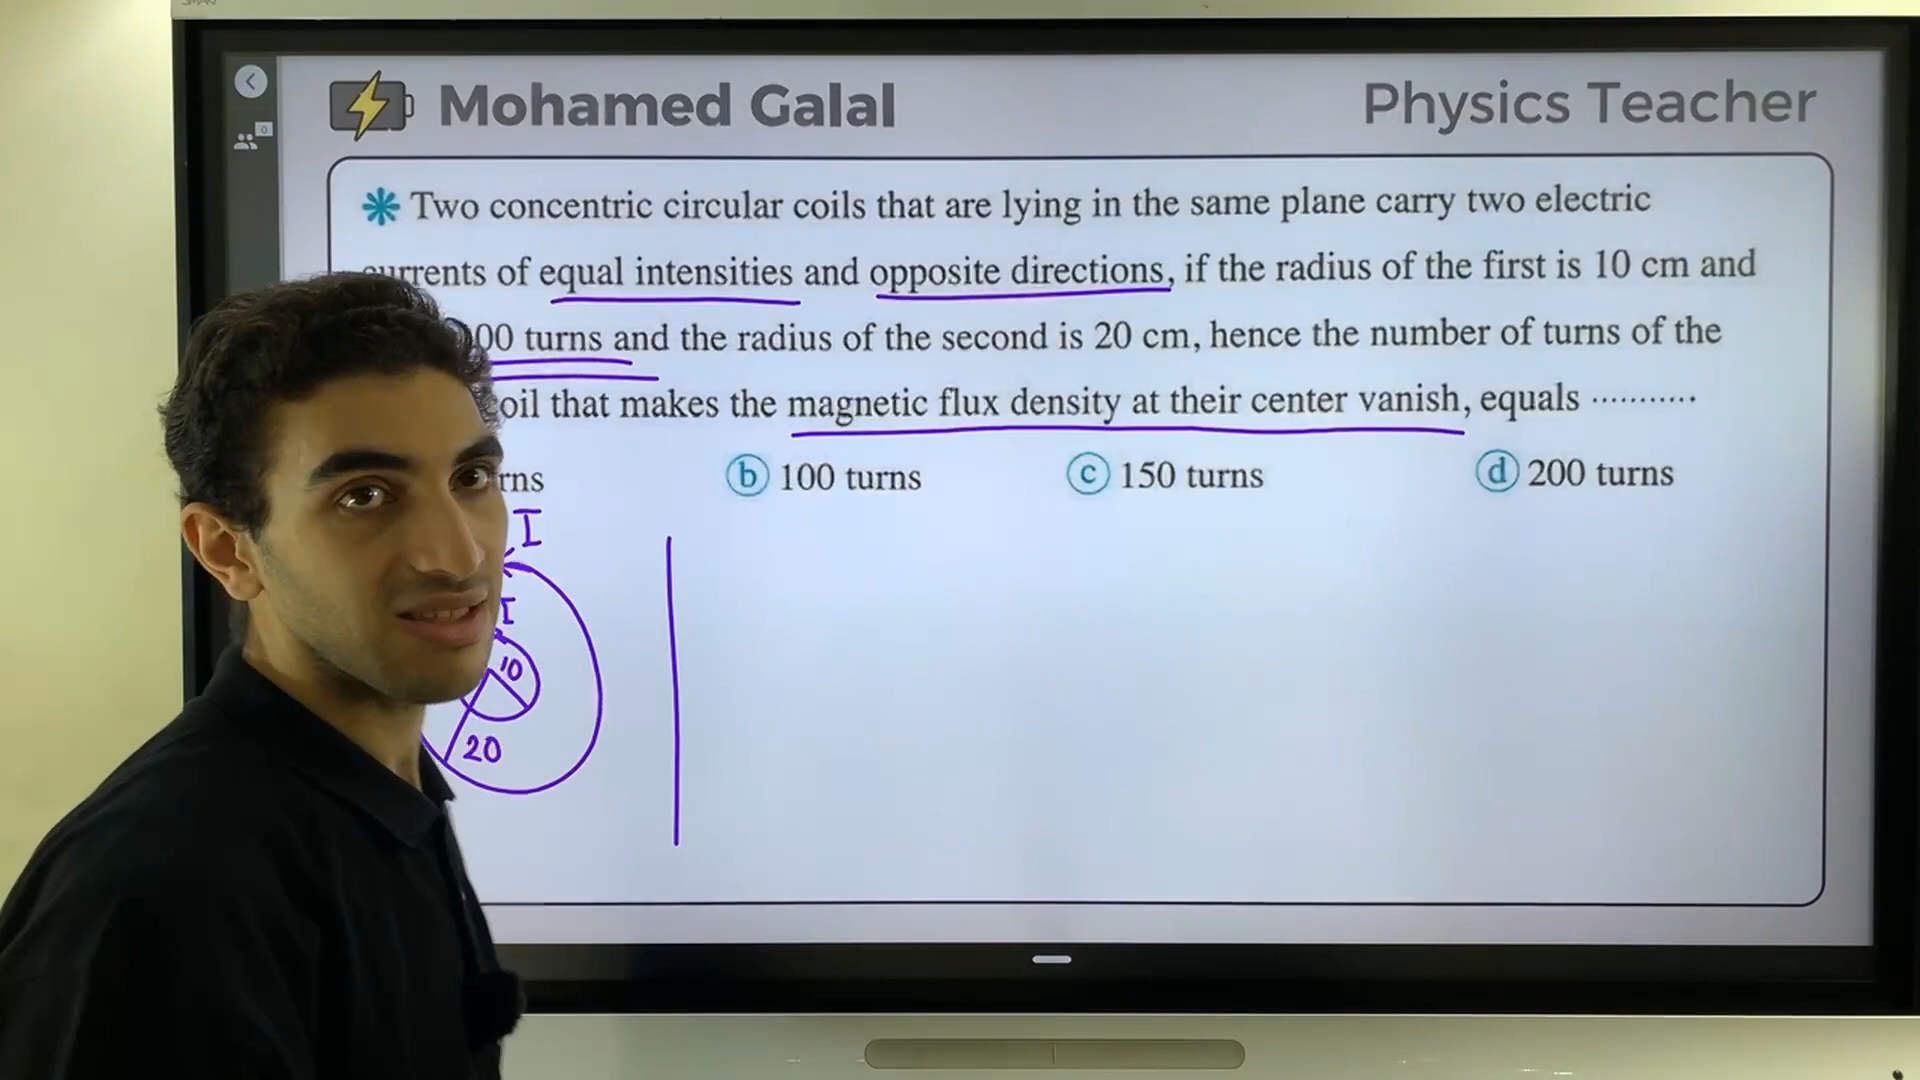 Mohamed Galal
Physics Teacher
Two concentric circular coils that are lying in the same plane carry two electric
currents of equal intensities and opposite directions, if the radius of the first is 10 cm and
00 turns and the radius of the second is 20 cm, hence the number of turns of the
oil that makes the magnetic flux density at their center vanish, equals ...........
rns
b 100 turns
c 150 turns
d 200 turns
I
I
10
20